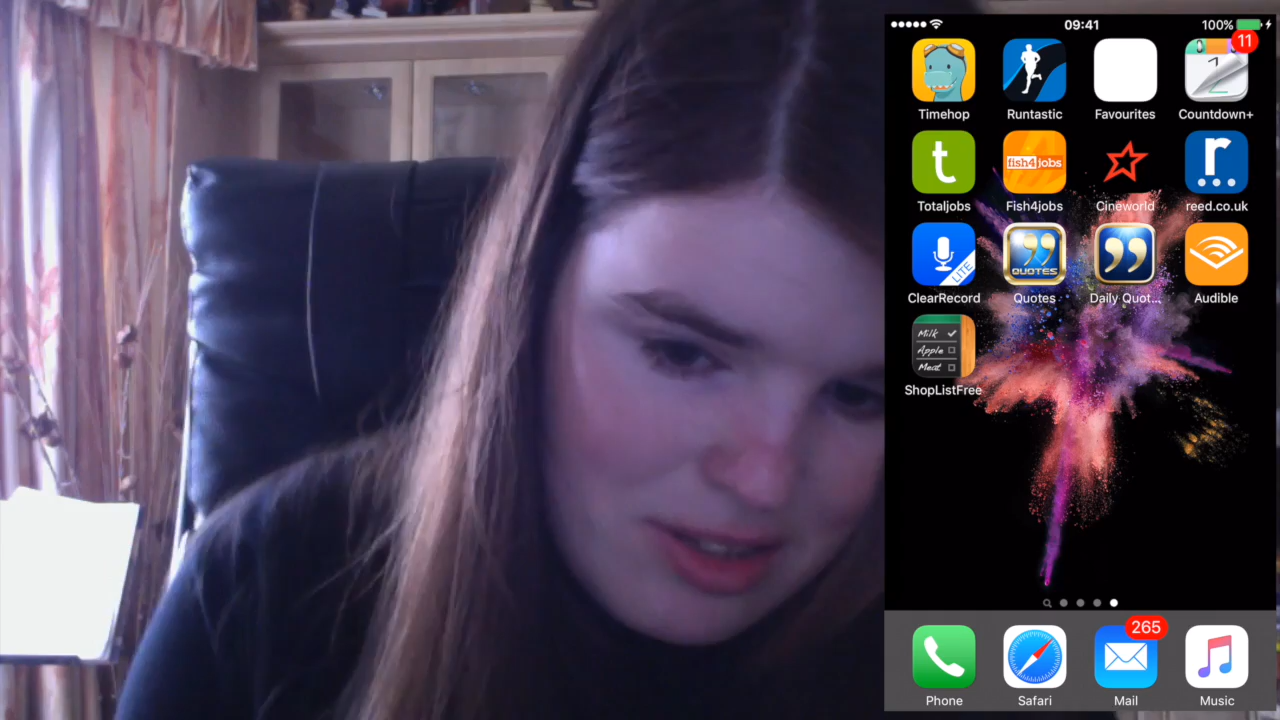 09:41 100%
11
Timehop Runtastic Favourites Countdown+
t fish4jobs r
Totaljobs Fish4jobs Cineworld reed.co.uk
LITE QUOTES
ClearRecord Quotes Daily Quot... Audible
Milk
Apple
Meat
ShopListFree
265
Phone Safari Mail Music